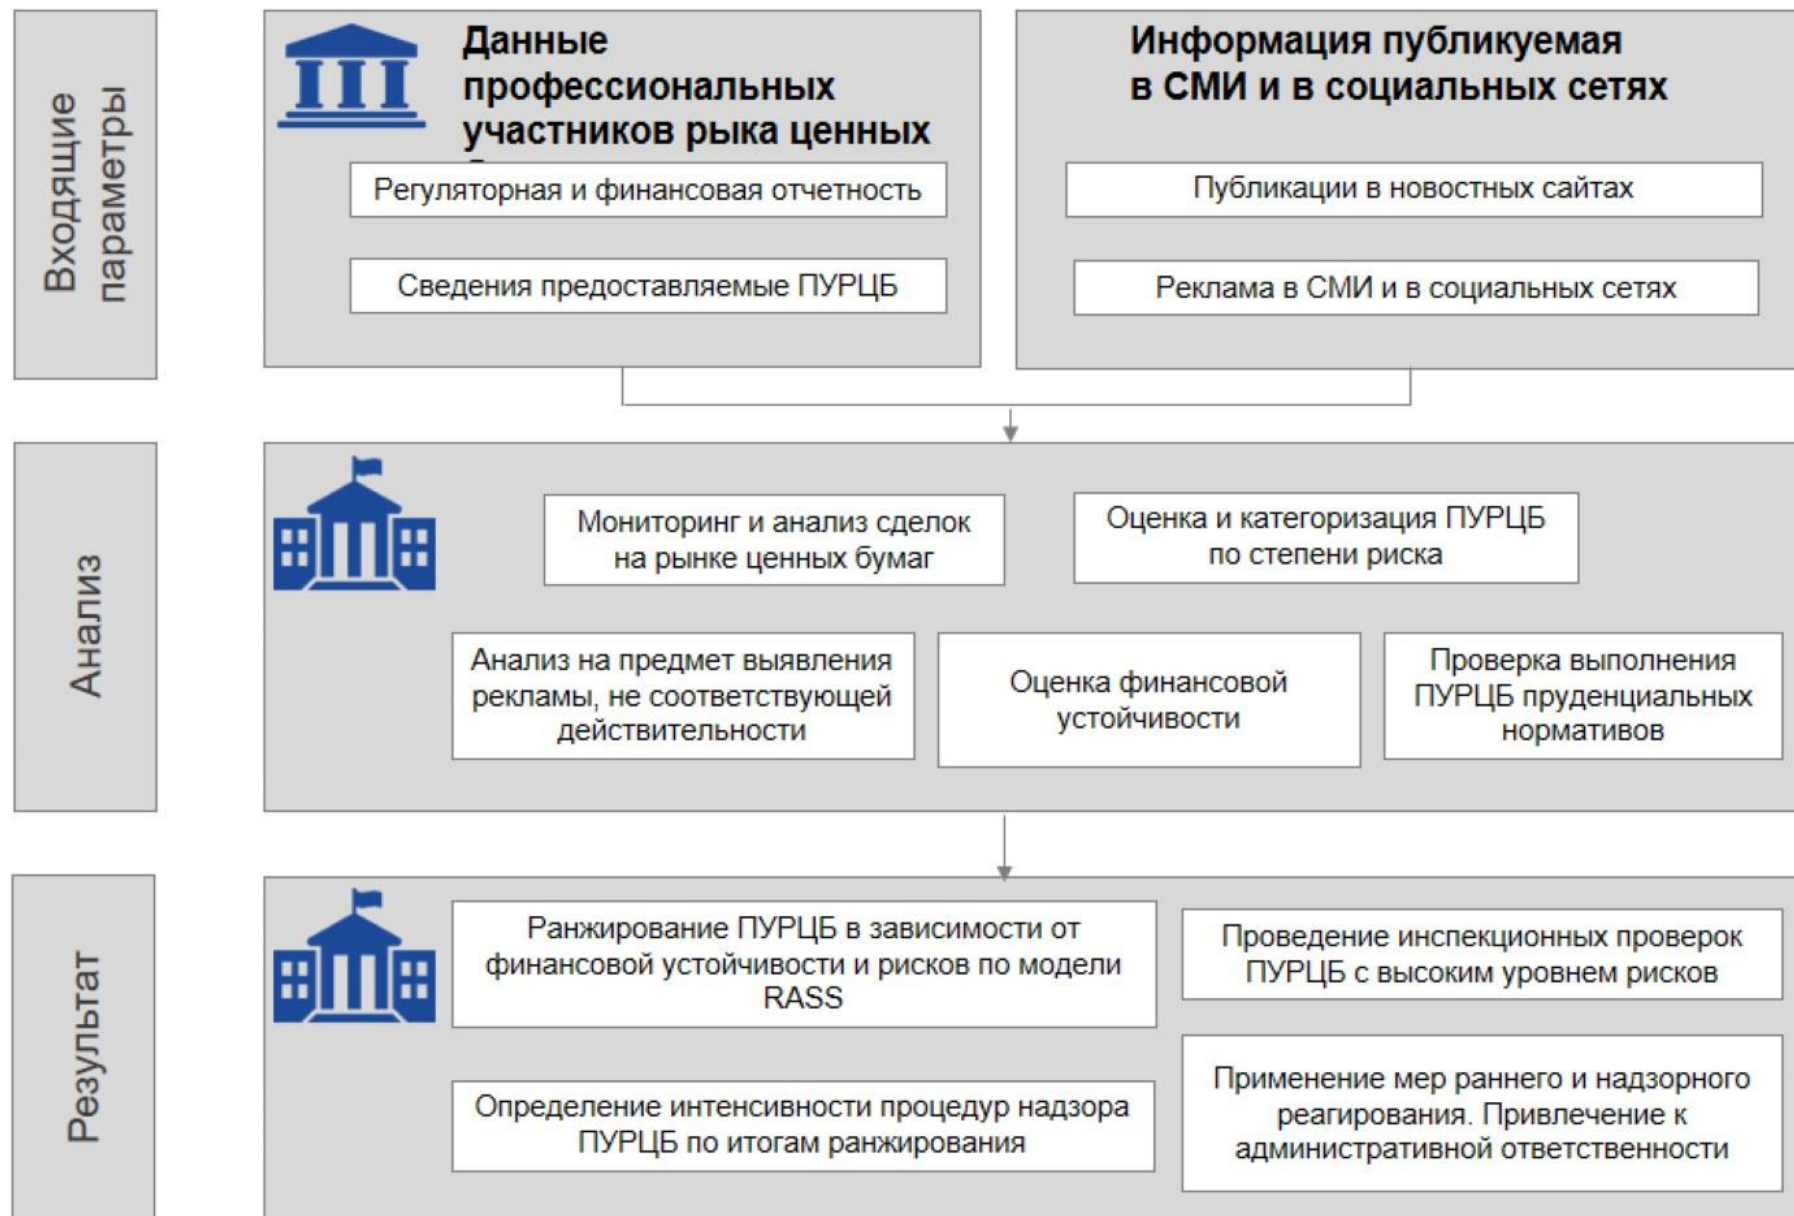 Входящие
параметры
Данные
профессиональных
участников рыка ценных
Регуляторная и финансовая отчетность
Сведения предоставляемые ПУРЦБ
Информация публикуемая
в СМИ и в социальных сетях
Публикации в новостных сайтах
Реклама в СМИ и в социальных сетях
Анализ
Мониторинг и анализ сделок
на рынке ценных бумаг
Оценка и категоризация ПУРЦБ
по степени риска
Анализ на предмет выявления
рекламы, не соответствующей
действительности
Оценка финансовой
устойчивости
Проверка выполнения
ПУРЦБ пруденциальных
нормативов
Результат
Ранжирование ПУРЦБ в зависимости от
финансовой устойчивости и рисков по модели
RASS
Проведение инспекционных проверок
ПУРЦБ с высоким уровнем рисков
Определение интенсивности процедур надзора
ПУРЦБ по итогам ранжирования
Применение мер раннего и надзорного
реагирования. Привлечение к
административной ответственности